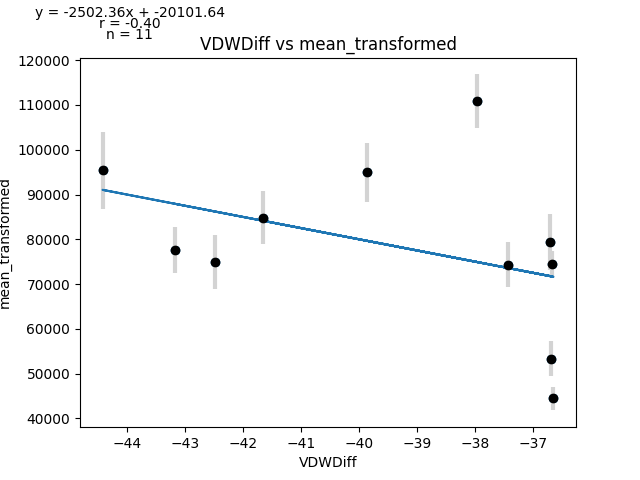 y = -2502.36x + -20101.64
r = -0.40
n = 11
VDWDiff vs mean_transformed
120000
110000
100000
90000
80000
70000
60000
50000
40000
mean_transformed
−44
−43
−42
−41
−40
−39
−38
−37
VDWDiff